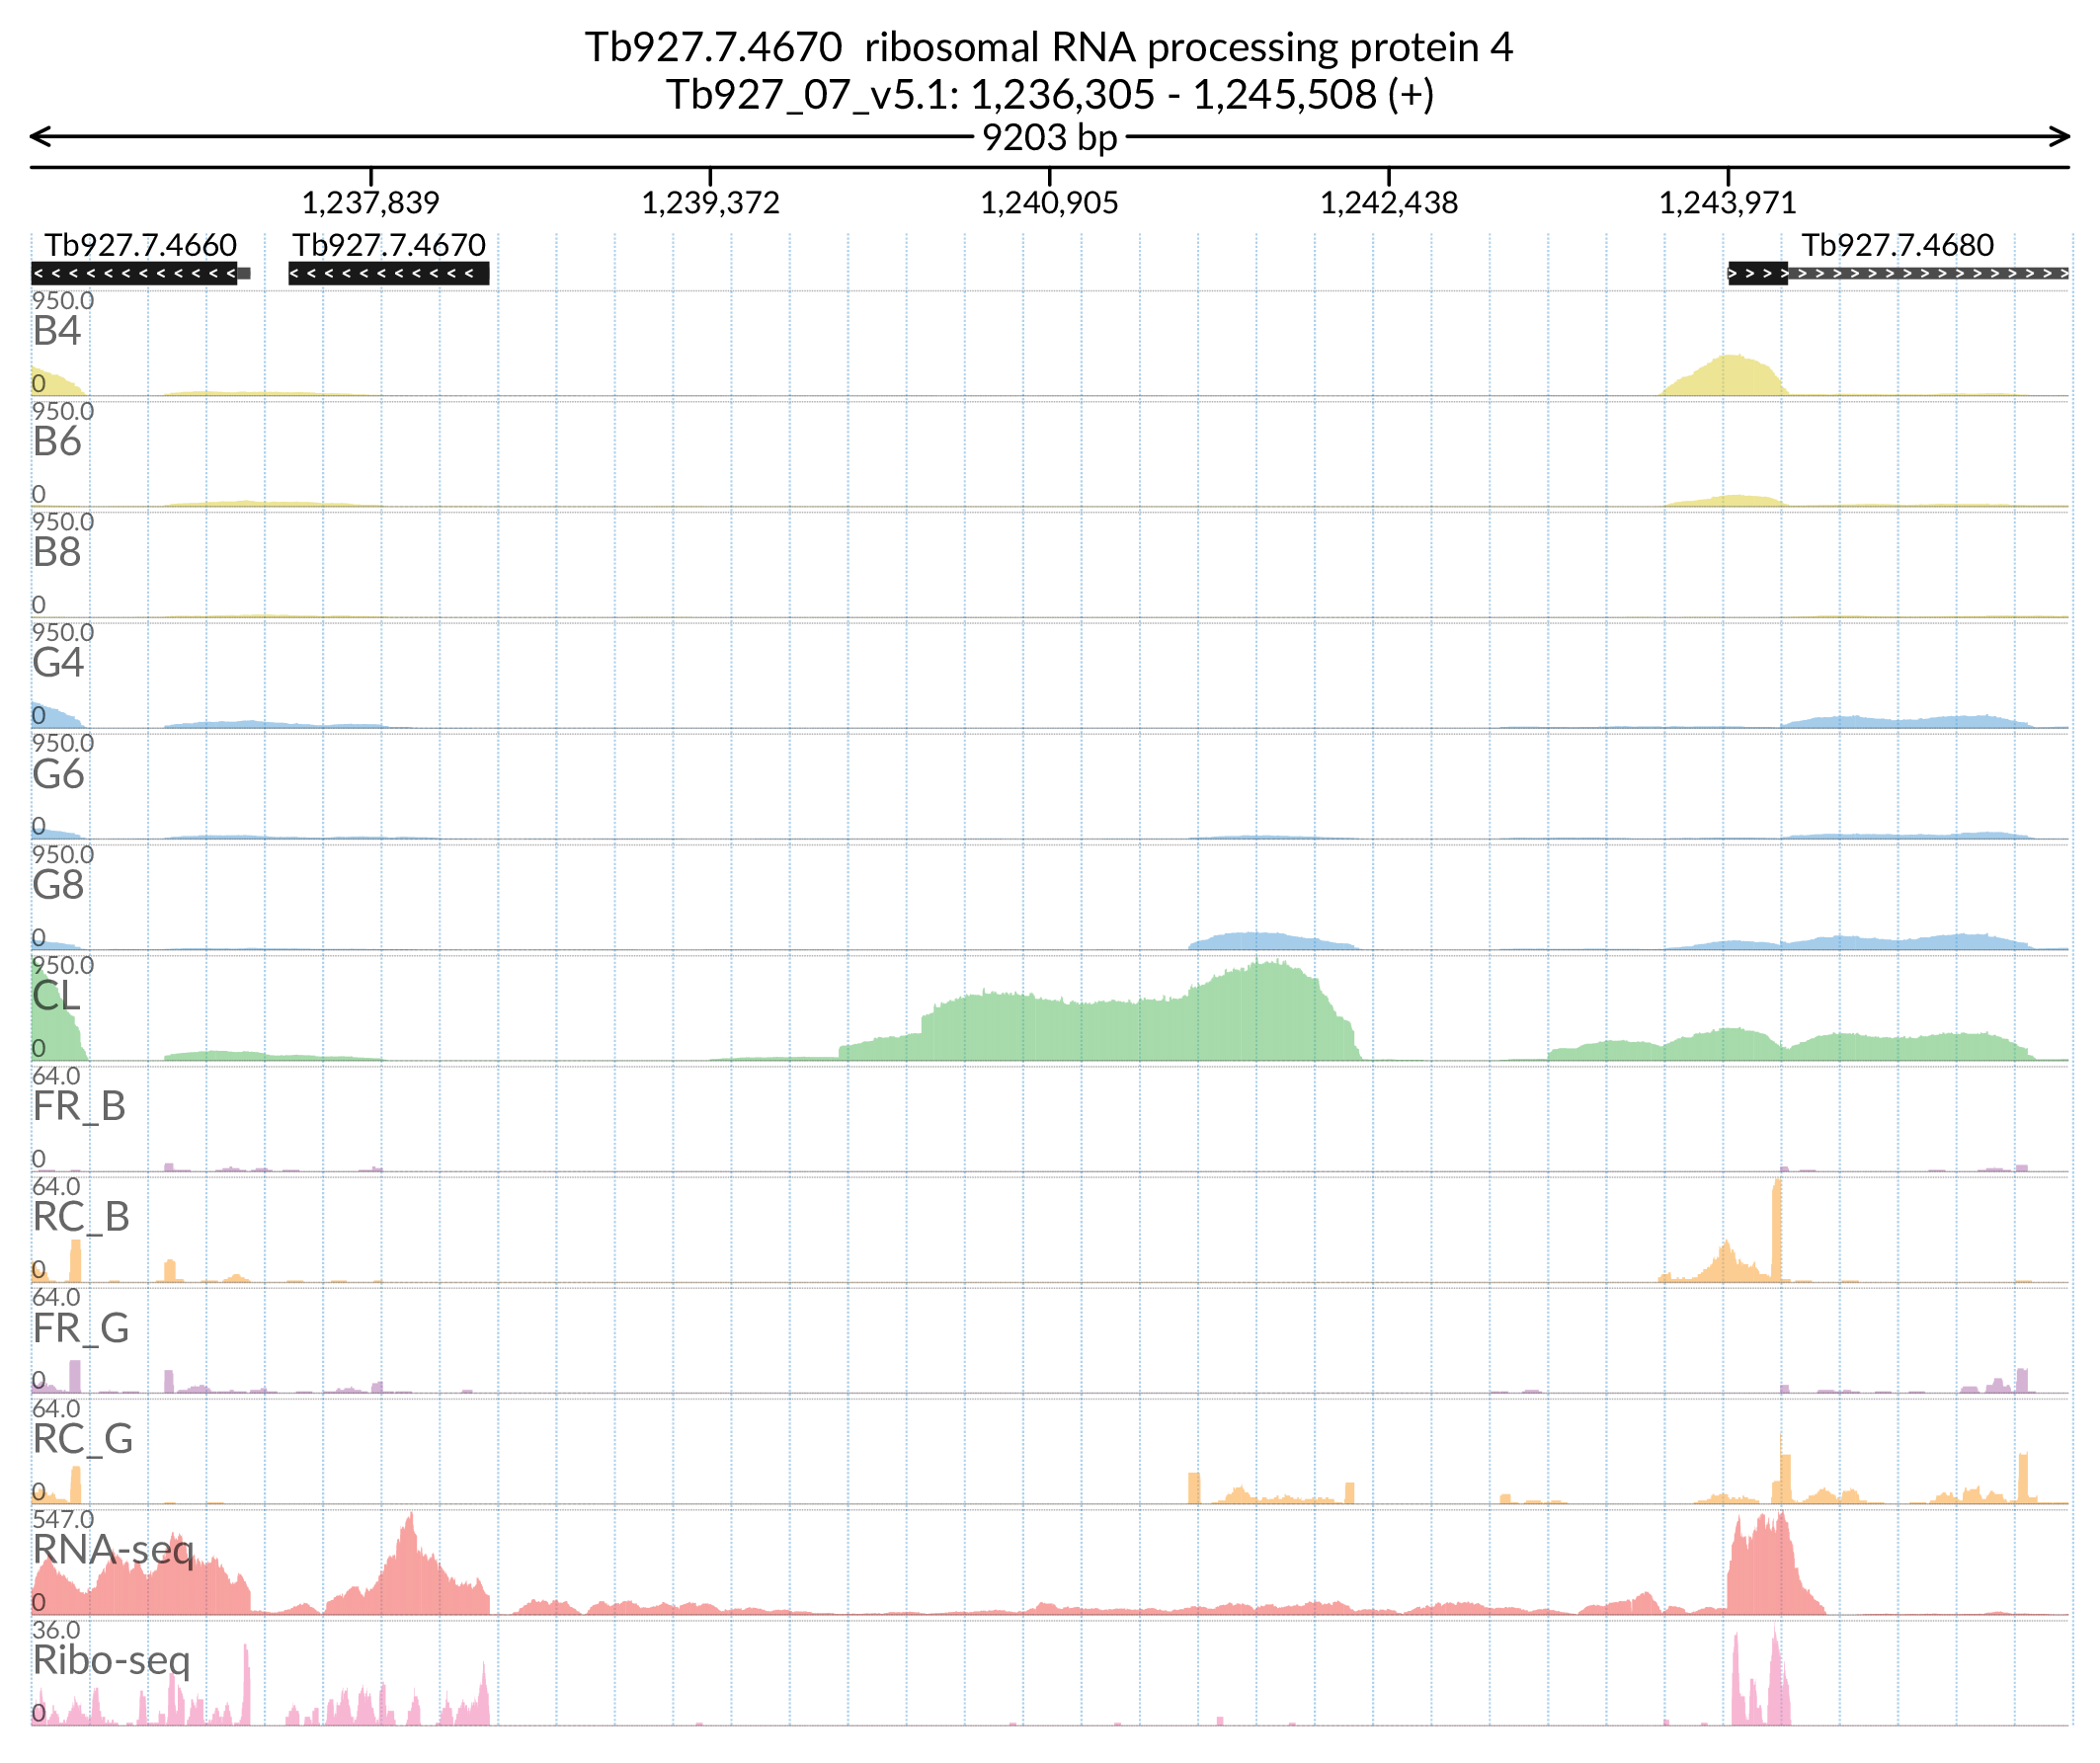 Tb927.7.4670 ribosomal RNA processing protein 4
Tb927_07_v5.1: 1,236,305 - 1,245,508 (+)
9203 bp
1,237,839 1,239,372 1,240,905 1,242,438 1,243,971
Tb927.7.4660 Tb927.7.4670 Tb927.7.4680
950.0
B4
0
950.0
B6
0
950.0
B8
0
950.0
G4
0
950.0
G6
0
950.0
G8
0
950.0
CL
0
64.0
FR_B
0
64.0
RC_B
0
64.0
FR_G
0
64.0
RC_G
0
547.0
RNA-seq
0
36.0
Ribo-seq
0